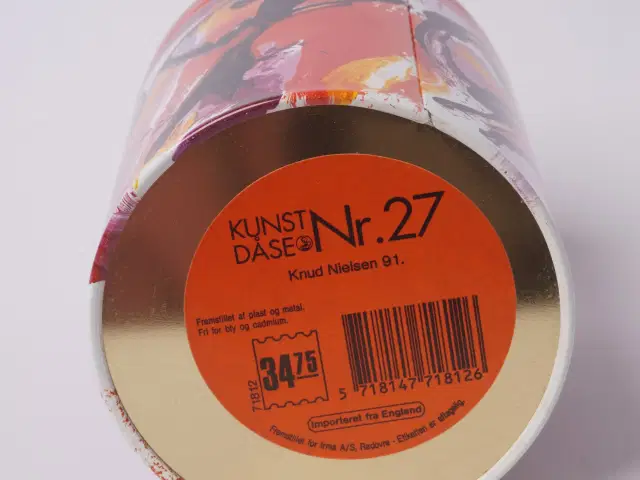 KUNST
DÅSE Nr.27
Knud Nielsen 91.
Fremstillet af plast og metal.
Fri for bly og cadmium.
71812
34 75
5 718147 718126
Importeret fra England
Fremstillet for Irma A/S, Rødovre - Etiketten er aftagelig.